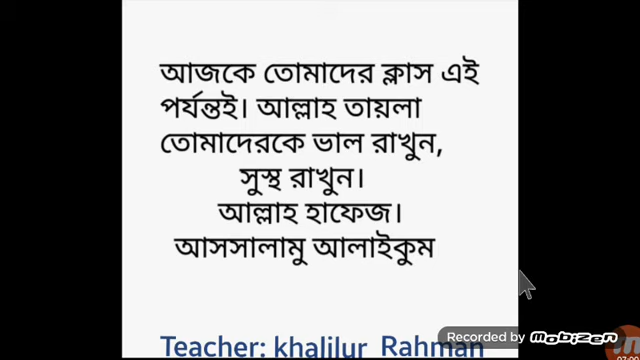 আজকে তোমাদের ক্লাস এই
পর্যন্তই। আল্লাহ তায়লা
তোমাদেরকে ভাল রাখুন,
সুস্থ রাখুন।
আল্লাহ হাফেজ।
আসসালামু আলাইকুম
Teacher: khalilur Rahman
Recorded by mobizen